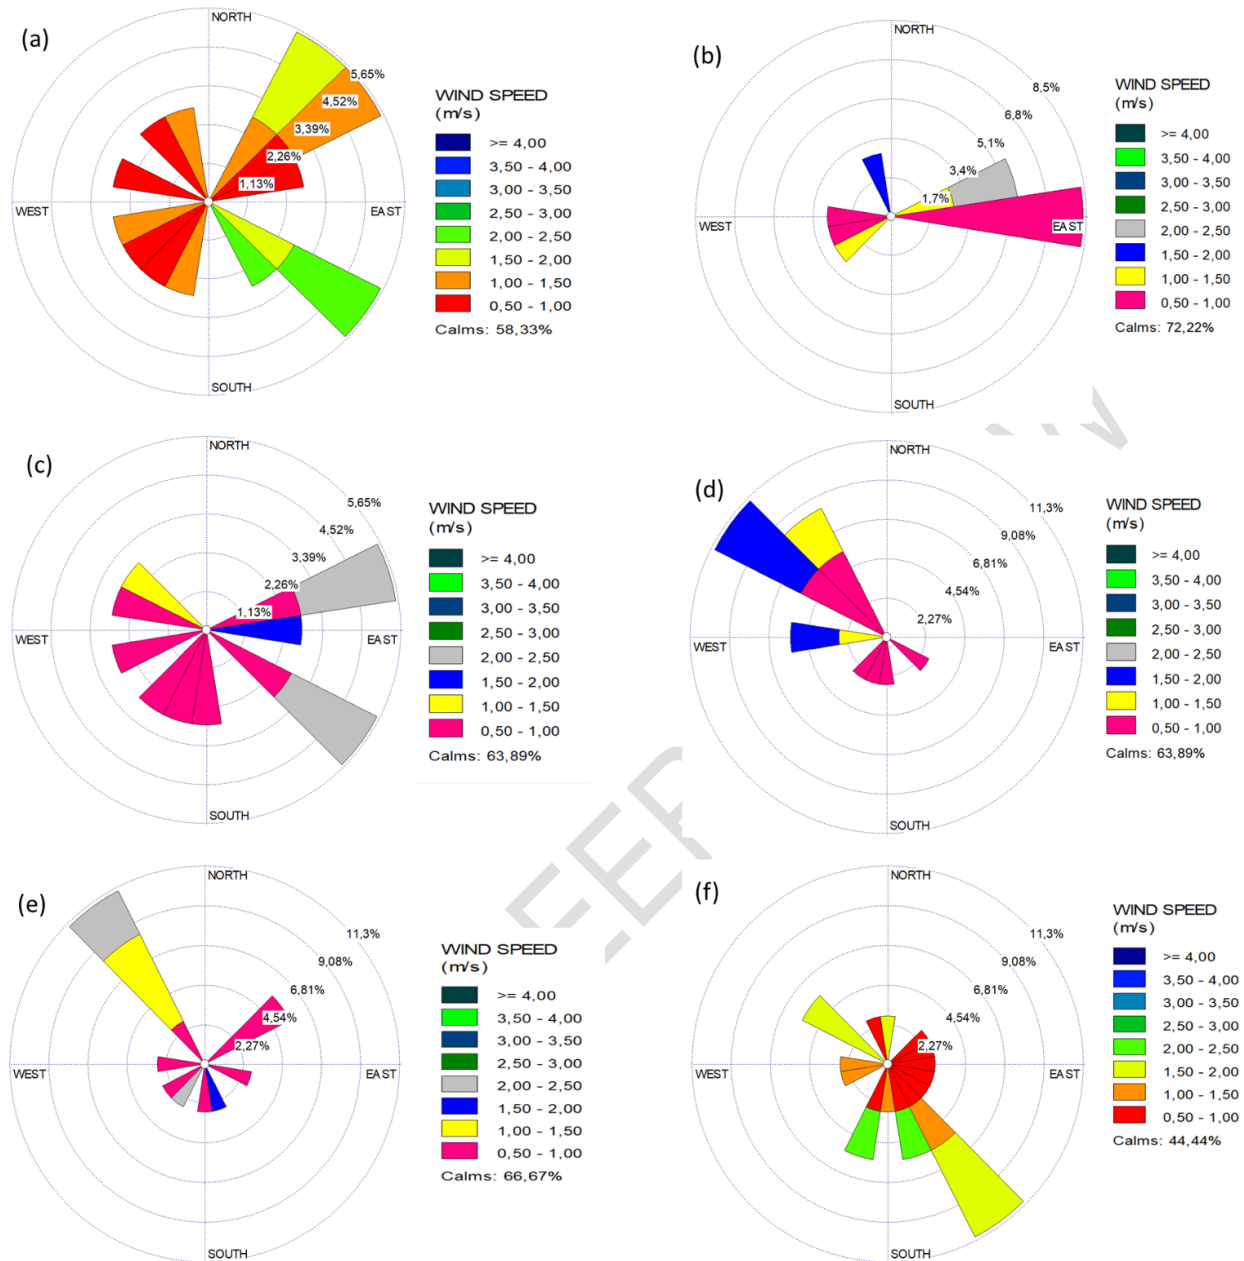 (a)
NORTH
5,65%
4,52%
3,39%
2,26%
1,13%
WEST
EAST
SOUTH
WIND SPEED
(m/s)
>= 4,00
3,50 - 4,00
3,00 - 3,50
2,50 - 3,00
2,00 - 2,50
1,50 - 2,00
1,00 - 1,50
0,50 - 1,00
Calms: 58,33%
(b)
NORTH
8,5%
6,8%
5,1%
3,4%
1,7%
WEST
EAST
SOUTH
WIND SPEED
(m/s)
>= 4,00
3,50 - 4,00
3,00 - 3,50
2,50 - 3,00
2,00 - 2,50
1,50 - 2,00
1,00 - 1,50
0,50 - 1,00
Calms: 72,22%
(c)
NORTH
5,65%
4,52%
3,39%
2,26%
1,13%
WEST
EAST
SOUTH
WIND SPEED
(m/s)
>= 4,00
3,50 - 4,00
3,00 - 3,50
2,50 - 3,00
2,00 - 2,50
1,50 - 2,00
1,00 - 1,50
0,50 - 1,00
Calms: 63,89%
(d)
NORTH
11,3%
9,08%
6,81%
4,54%
2,27%
WEST
EAST
SOUTH
WIND SPEED
(m/s)
>= 4,00
3,50 - 4,00
3,00 - 3,50
2,50 - 3,00
2,00 - 2,50
1,50 - 2,00
1,00 - 1,50
0,50 - 1,00
Calms: 63,89%
(e)
NORTH
11,3%
9,08%
6,81%
4,54%
2,27%
WEST
EAST
SOUTH
WIND SPEED
(m/s)
>= 4,00
3,50 - 4,00
3,00 - 3,50
2,50 - 3,00
2,00 - 2,50
1,50 - 2,00
1,00 - 1,50
0,50 - 1,00
Calms: 66,67%
(f)
NORTH
11,3%
9,08%
6,81%
4,54%
2,27%
WEST
EAST
SOUTH
WIND SPEED
(m/s)
>= 4,00
3,50 - 4,00
3,00 - 3,50
2,50 - 3,00
2,00 - 2,50
1,50 - 2,00
1,00 - 1,50
0,50 - 1,00
Calms: 44,44%